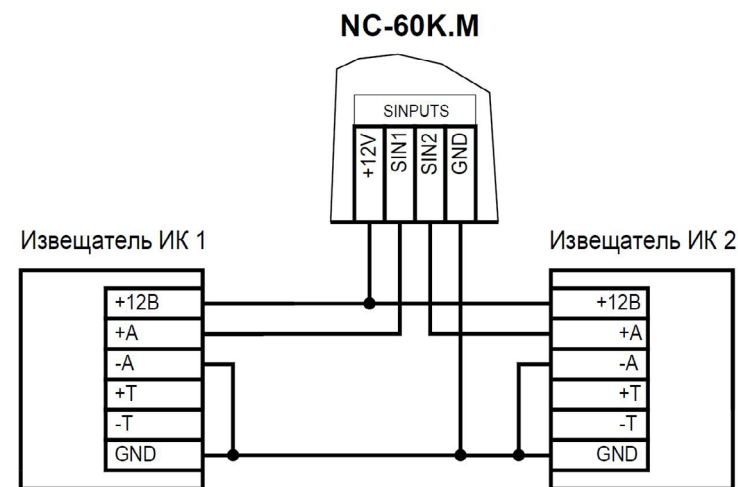 NC-60K.M
SINPUTS
+12V
SIN1
SIN2
GND
Извещатель ИК 1
Извещатель ИК 2
+12В
+А
-А
+Т
-Т
GND
+12В
+А
-А
+Т
-Т
GND